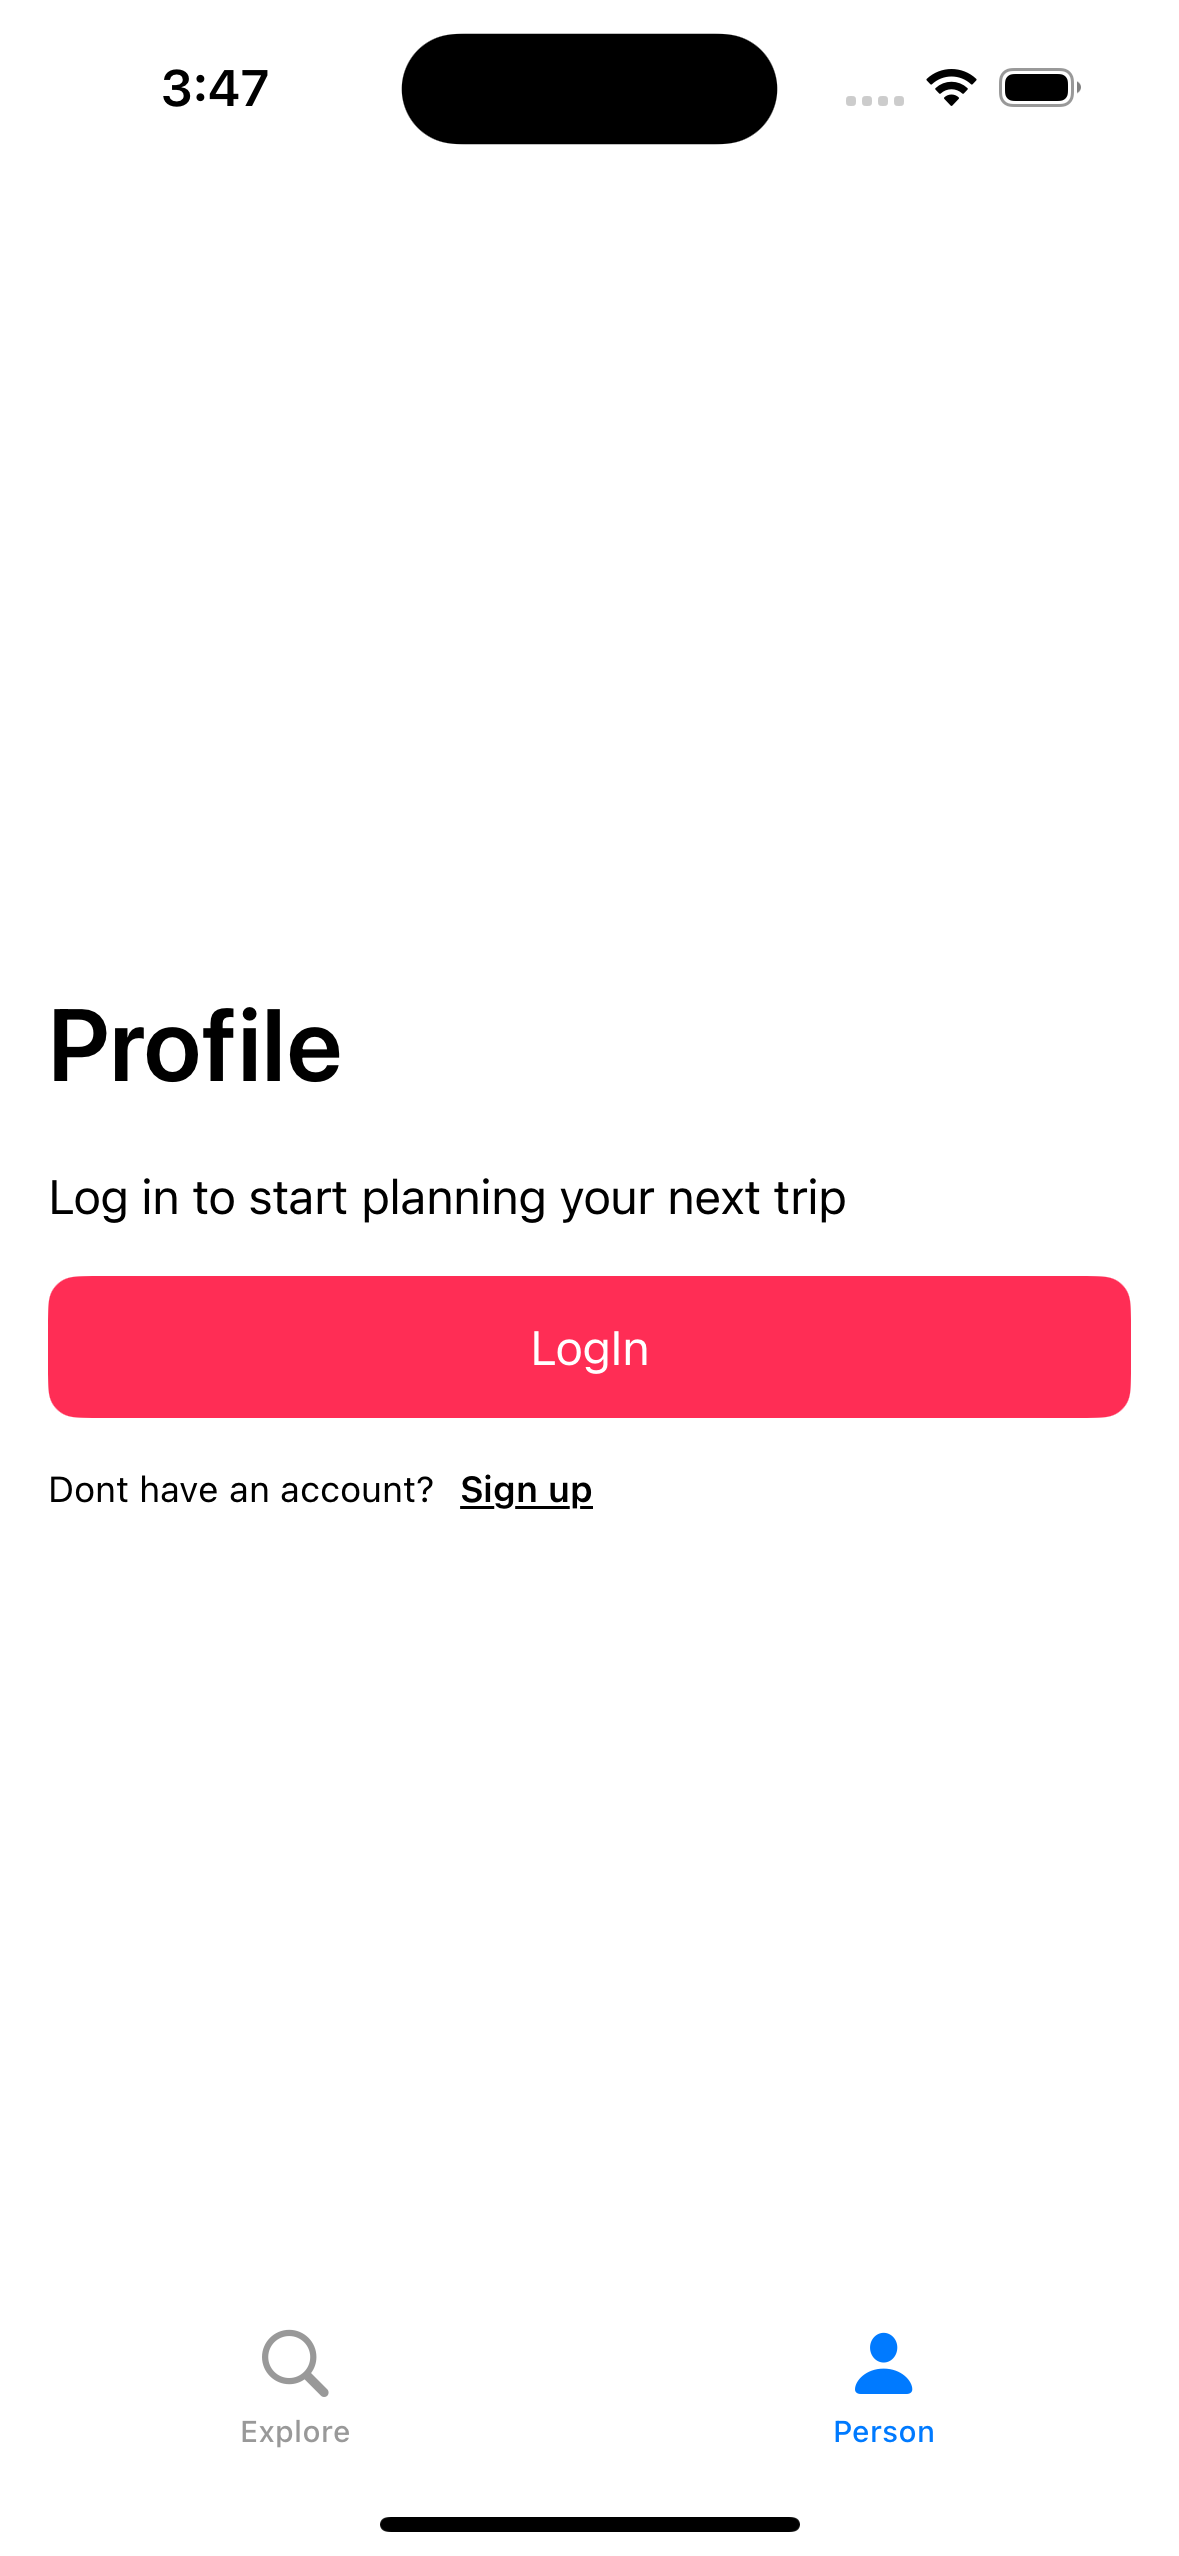 3:47
Profile
Log in to start planning your next trip
LogIn
Dont have an account? Sign up
Explore
Person